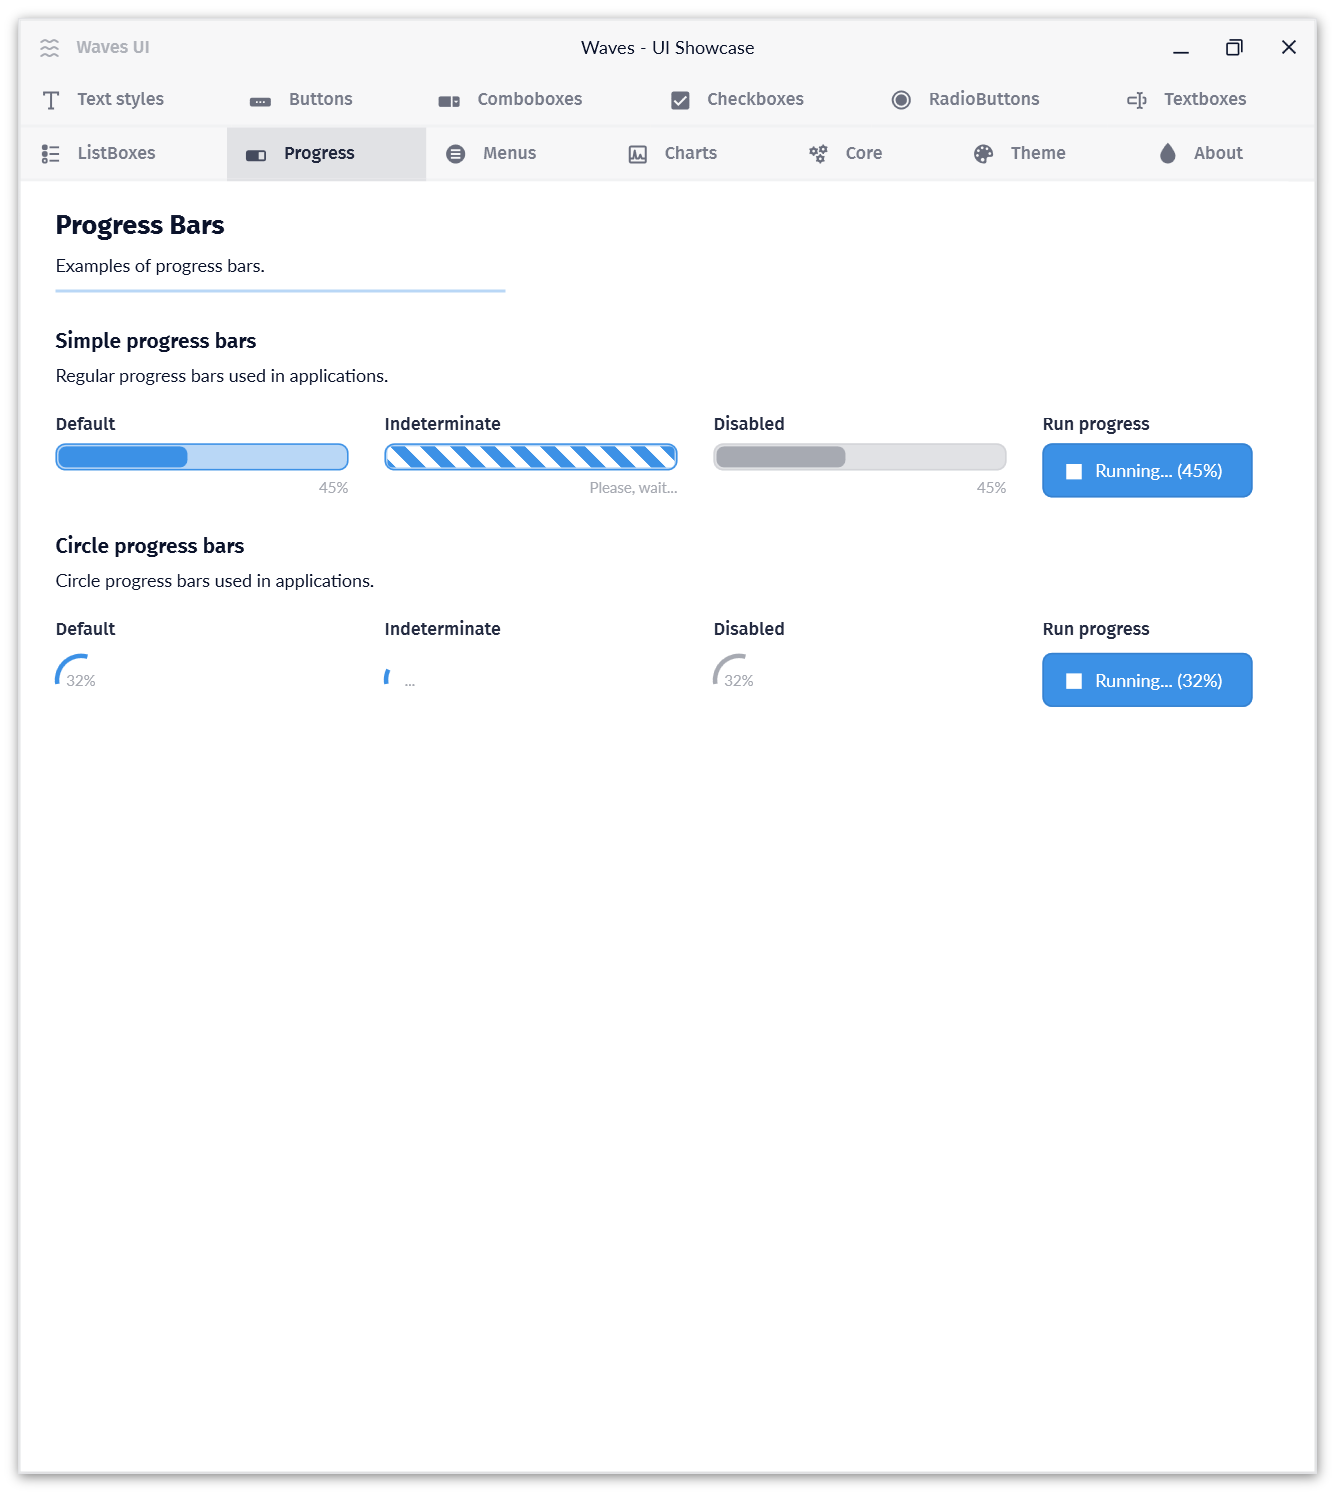 Waves UI
Waves - UI Showcase
Text styles Buttons Comboboxes Checkboxes RadioButtons Textboxes
ListBoxes Progress Menus Charts Core Theme About
Progress Bars
Examples of progress bars.
Simple progress bars
Regular progress bars used in applications.
Default Indeterminate Disabled Run progress
Running... (45%)
45% Please, wait... 45%
Circle progress bars
Circle progress bars used in applications.
Default Indeterminate Disabled Run progress
32% ... 32% Running... (32%)